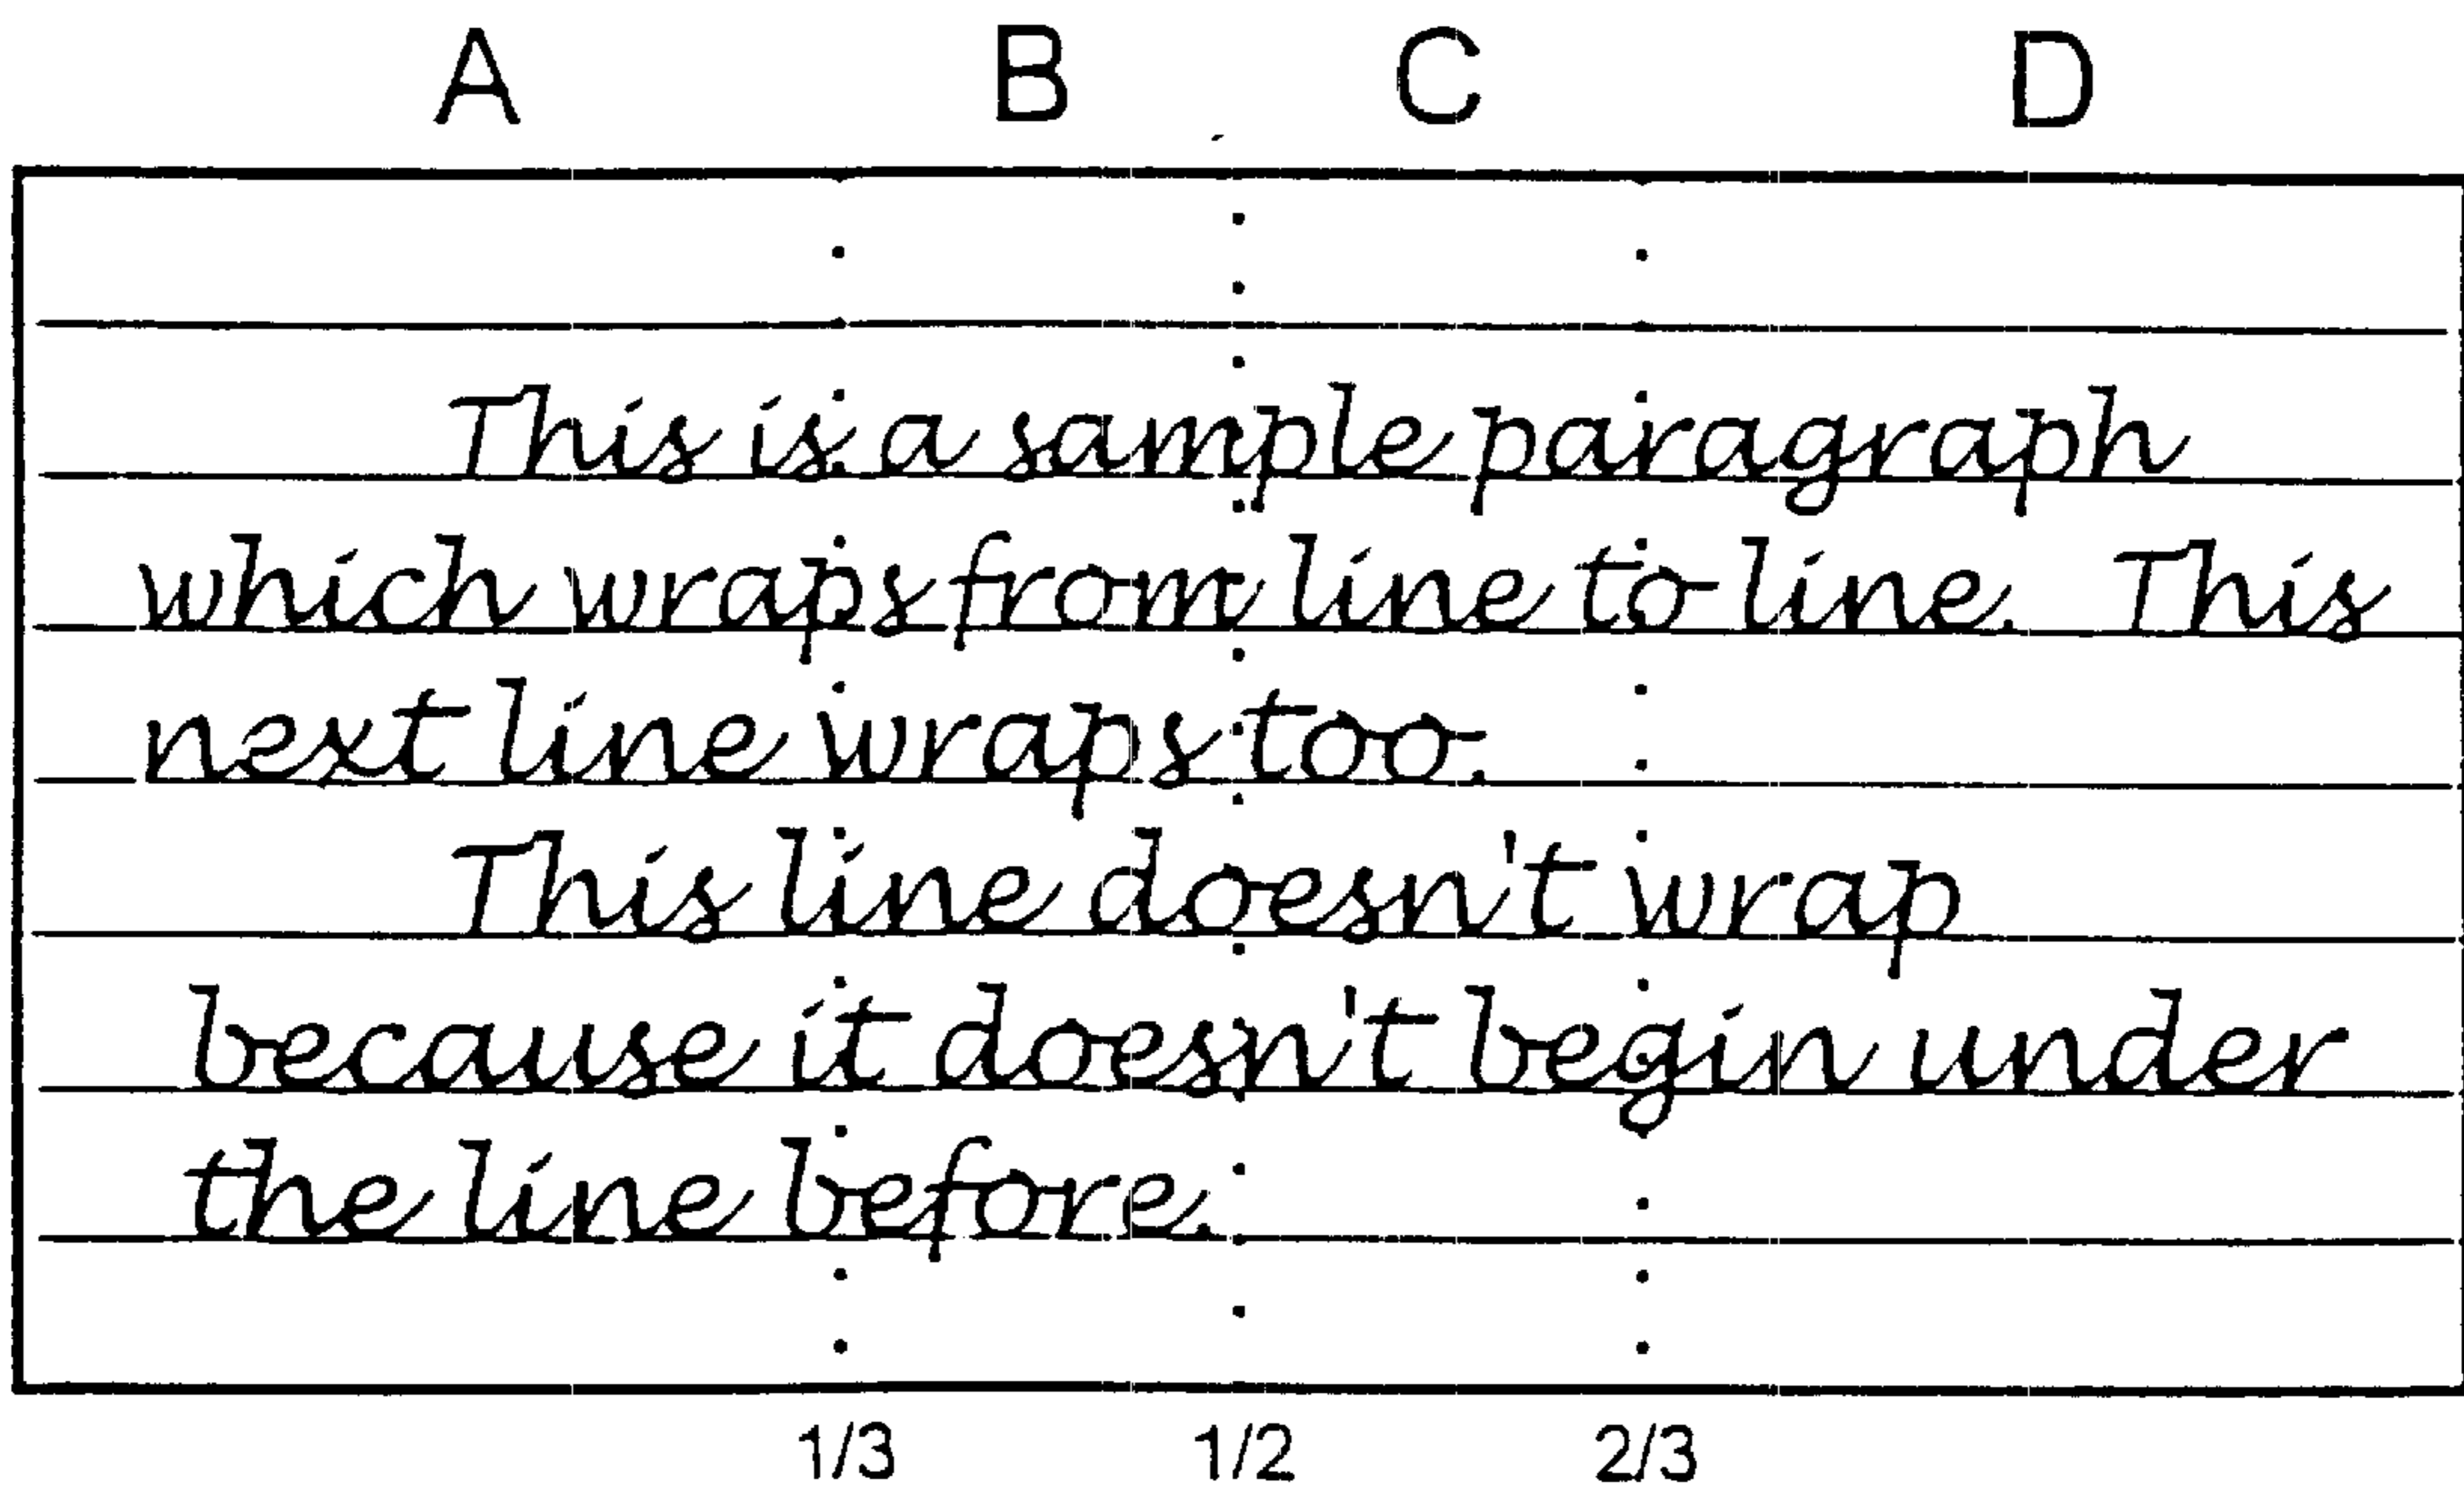 A B C D
This is a sample paragraph
which wraps from line to line. This
next line wraps too.
This line doesn't wrap
because it doesn't begin under
the line before.
1/3 1/2 2/3